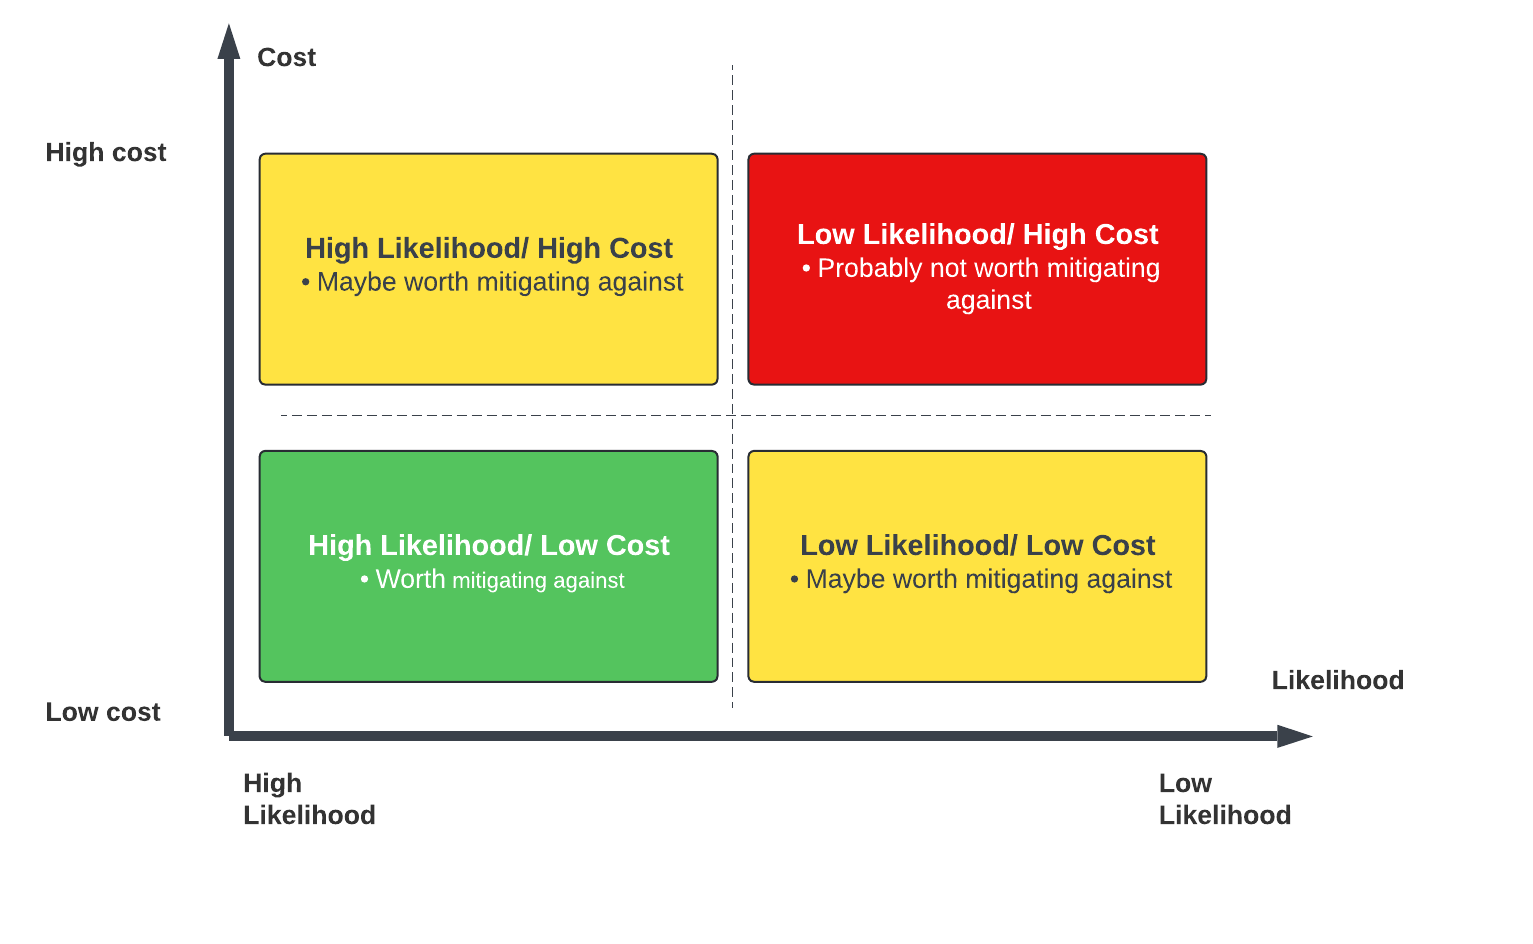 Cost
High cost
High Likelihood/ High Cost
• Maybe worth mitigating against
Low Likelihood/ High Cost
• Probably not worth mitigating
against
High Likelihood/ Low Cost
• Worth mitigating against
Low Likelihood/ Low Cost
• Maybe worth mitigating against
Likelihood
Low cost
High
Likelihood
Low
Likelihood